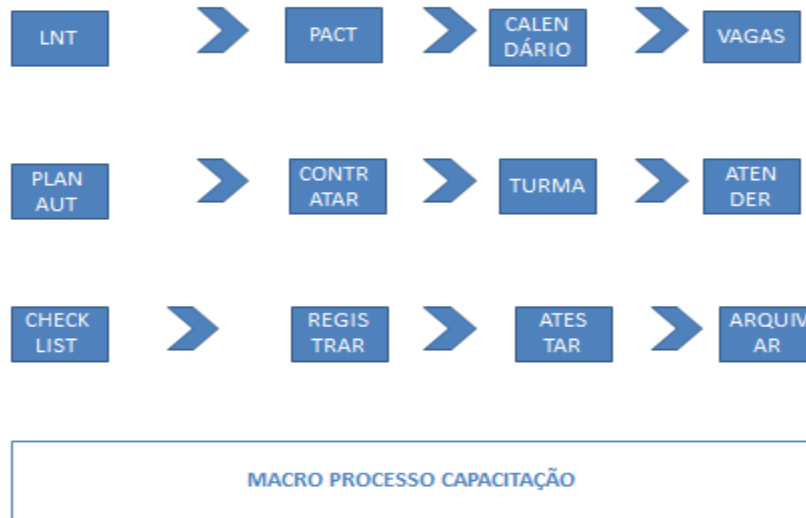 LNT
PACT
CALEN
DÁRIO
VAGAS
PLAN
AUT
CONTR
ATAR
TURMA
ATEN
DER
CHECK
LIST
REGIS
TRAR
ATES
TAR
ARQUIV
AR
MACRO PROCESSO CAPACITAÇÃO